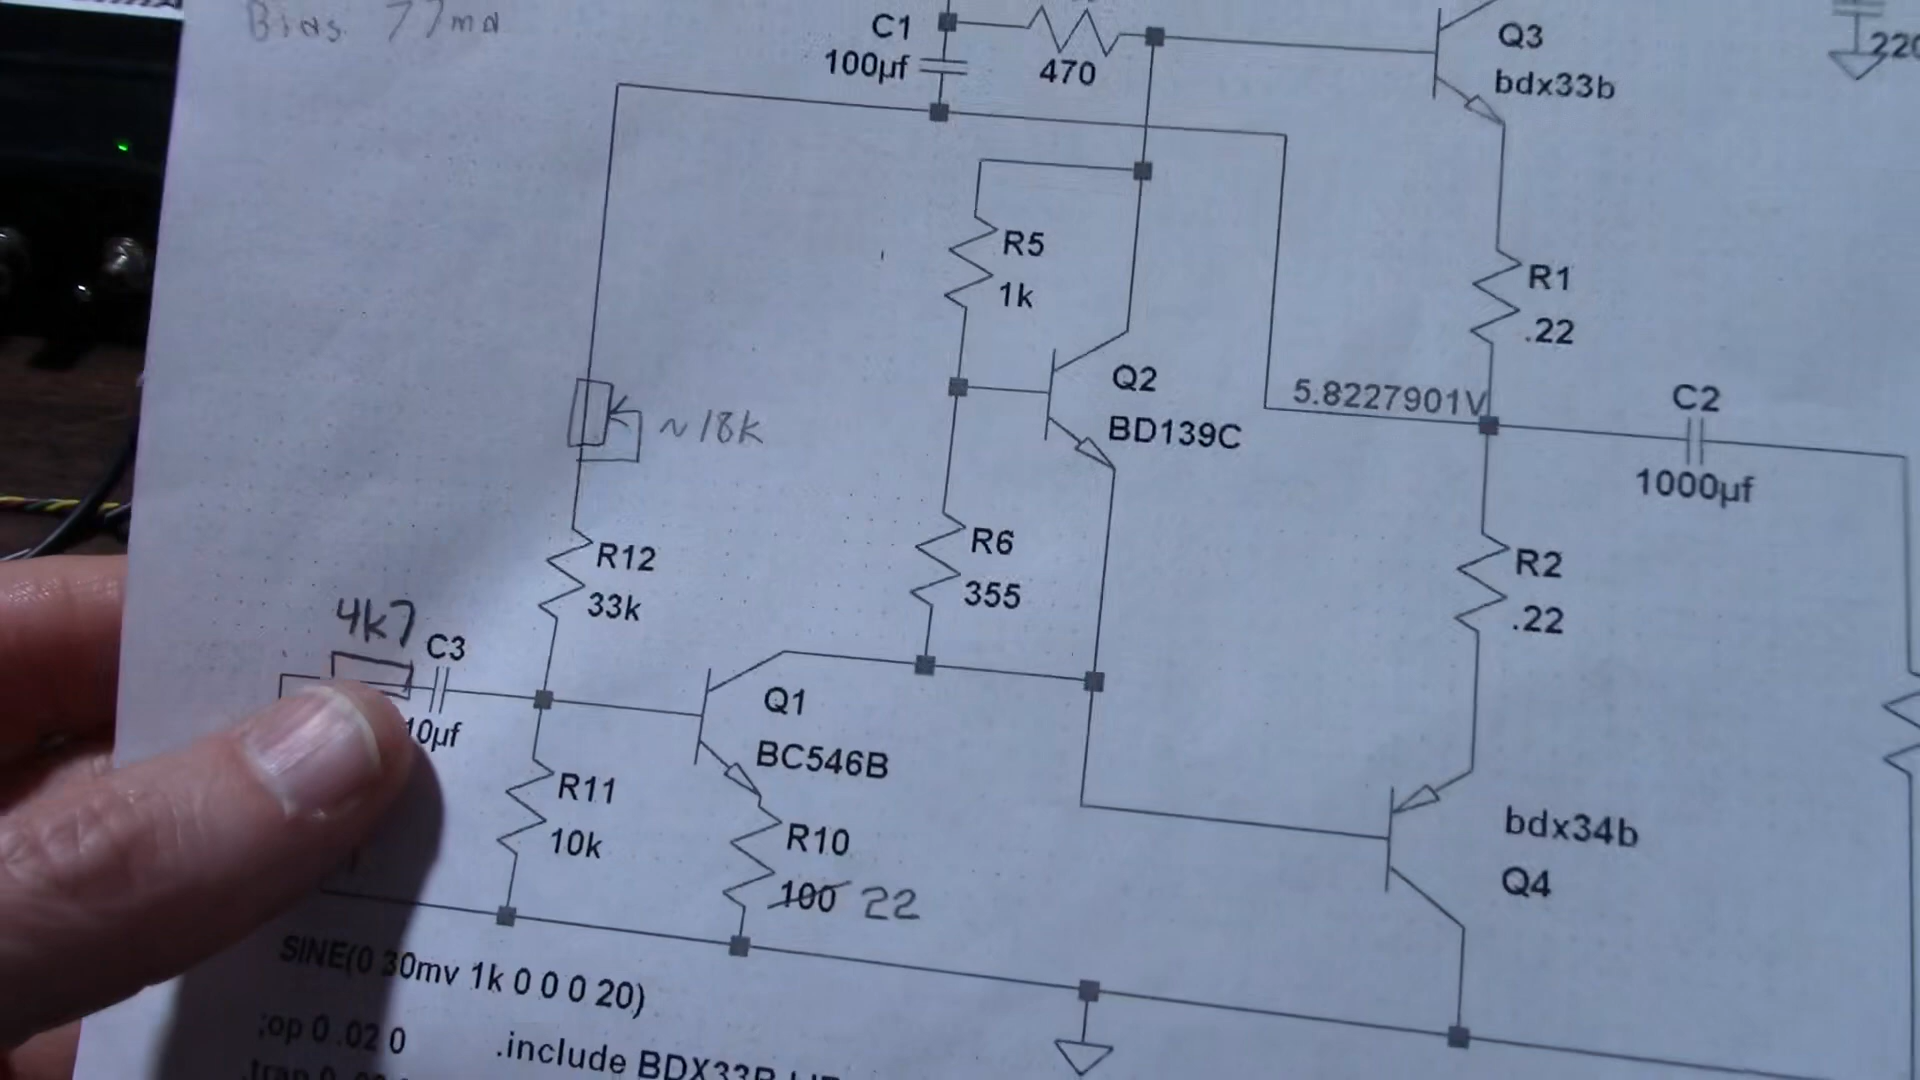 Bias 77ma
C1
100µf
470
Q3
bdx33b
220
R5
1k
R1
.22
Q2
BD139C
5.8227901V
C2
1000µf
~18k
R12
33k
R6
355
R2
.22
4k7
C3
10µf
Q1
BC546B
R11
10k
R10
100 22
bdx34b
Q4
SINE(0 30mv 1k 0 0 0 20)
;op 0 .02 0
.include